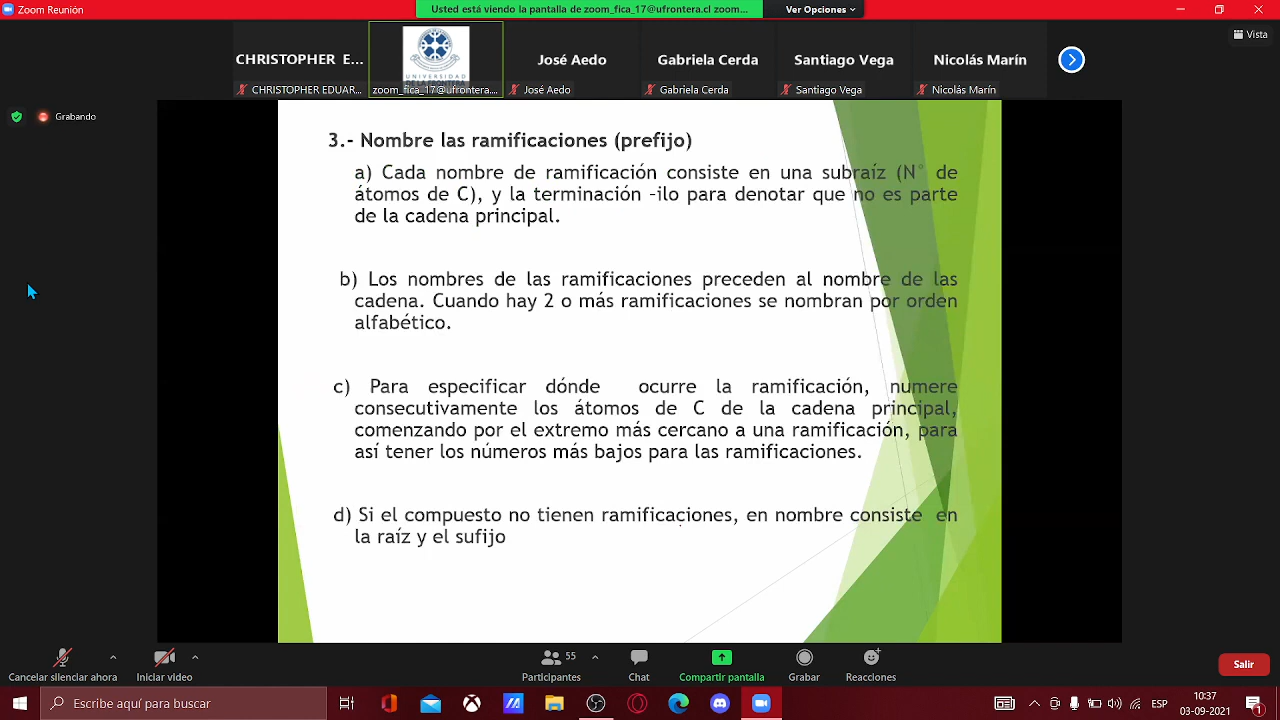 Zoom Reunión
Usted está viendo la pantalla de zoom_fica_17@ufrontera.cl zoom...
Ver Opciones
Vista
CHRISTOPHER E...
José Aedo
Gabriela Cerda
Santiago Vega
Nicolás Marín
UNIVERSIDAD
DE LA FRONTERA
CHRISTOPHER EDUAR...
zoom_fica_17@ufrontera....
José Aedo
Gabriela Cerda
Santiago Vega
Nicolás Marín
Grabando
3.- Nombre las ramificaciones (prefijo)
a) Cada nombre de ramificación consiste en una subraíz (N° de
átomos de C), y la terminación -ilo para denotar que no es parte
de la cadena principal.
b) Los nombres de las ramificaciones preceden al nombre de las
cadena. Cuando hay 2 o más ramificaciones se nombran por orden
alfabético.
c) Para especificar dónde ocurre la ramificación, numere
consecutivamente los átomos de C de la cadena principal,
comenzando por el extremo más cercano a una ramificación, para
así tener los números más bajos para las ramificaciones.
d) Si el compuesto no tienen ramificaciones, en nombre consiste en
la raíz y el sufijo
Cancelar silenciar ahora
Iniciar video
55
Participantes
Chat
Compartir pantalla
Grabar
Reacciones
Salir
Escribe aquí para buscar
ESP
10:37
03-09-2021
1